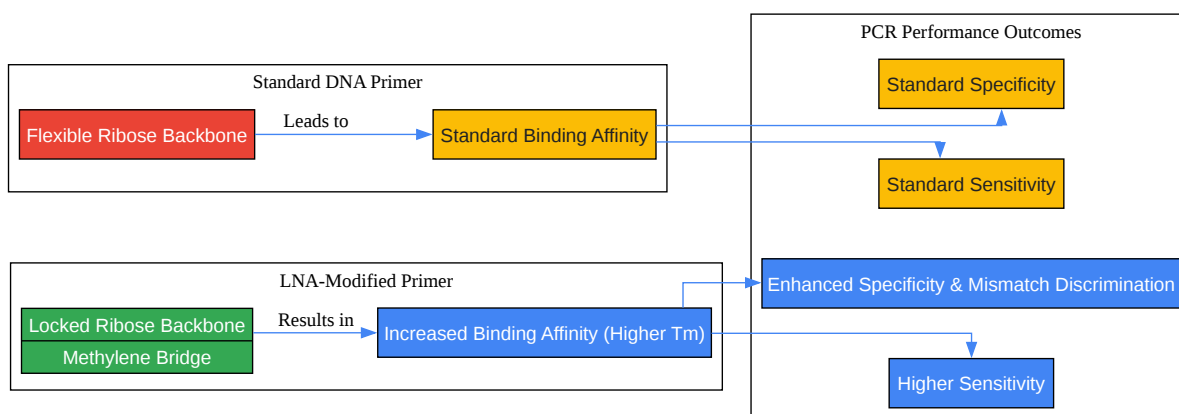 PCR Performance Outcomes
Standard DNA Primer
Standard Specificity
Flexible Ribose Backbone
Leads to
Standard Binding Affinity
Standard Sensitivity
LNA-Modified Primer
Enhanced Specificity & Mismatch Discrimination
Locked Ribose Backbone
Methylene Bridge
Results in
Increased Binding Affinity (Higher Tm)
Higher Sensitivity